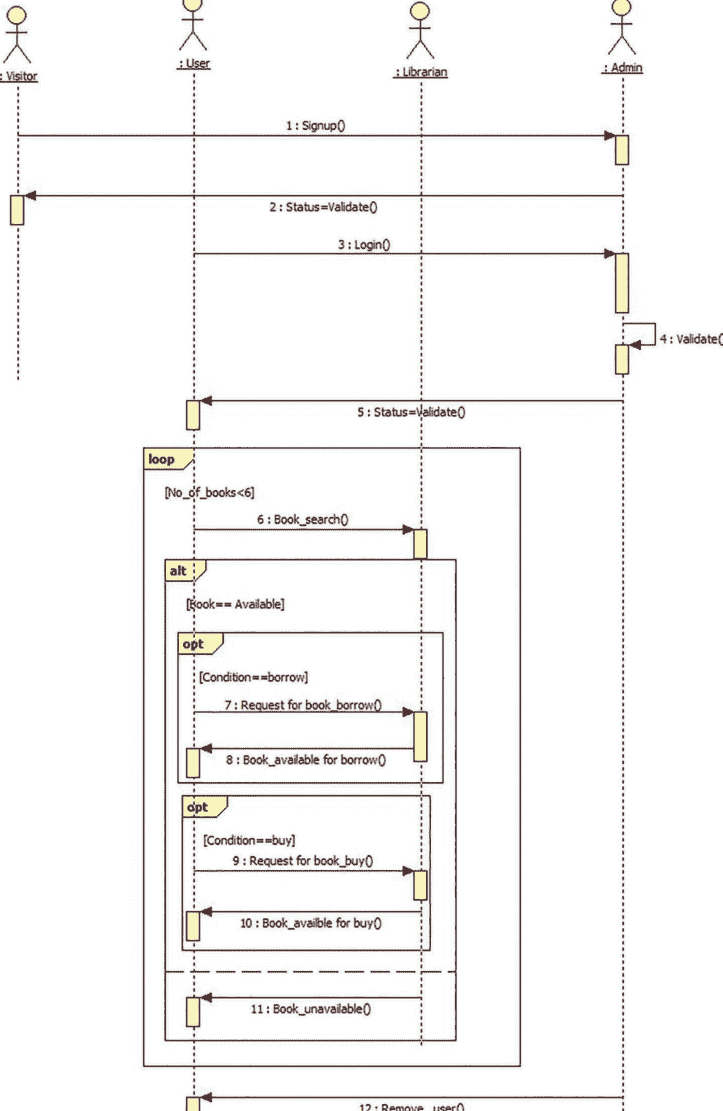 : Visitor
: User
: Librarian
: Admin
1 : Signup()
2 : Status=Validate()
3 : Login()
4 : Validate()
5 : Status=Validate()
loop
[No_of_books<6]
6 : Book_search()
alt
[Book== Available]
opt
[Condition==borrow]
7 : Request for book_borrow()
8 : Book_available for borrow()
opt
[Condition==buy]
9 : Request for book_buy()
10 : Book_availble for buy()
11 : Book_unavailable()
12 : Remove_user()